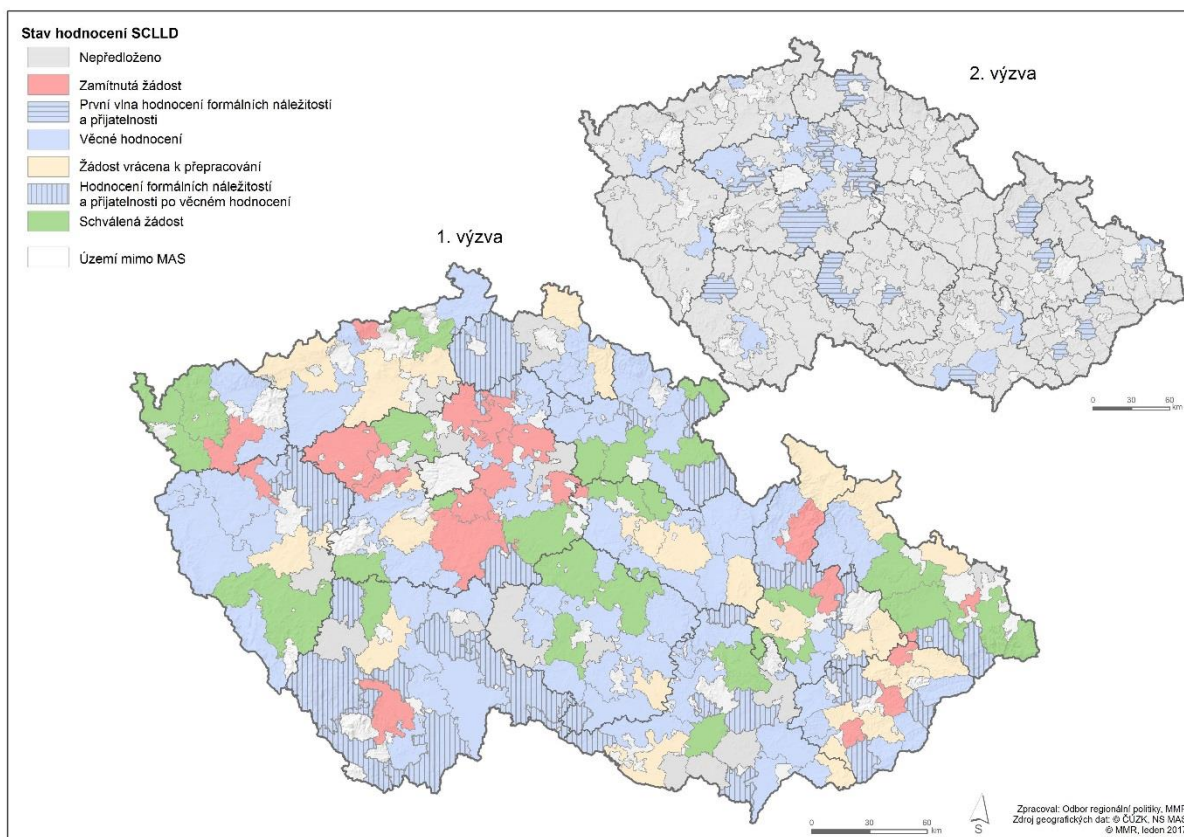 Stav hodnocení SCLLD
Nepředloženo
Zamítnutá žádost
První vlna hodnocení formálních náležitostí
a přijatelnosti
Věcné hodnocení
Žádost vrácena k přepracování
Hodnocení formálních náležitostí
a přijatelnosti po věcném hodnocení
Schválená žádost
Území mimo MAS
2. výzva
0 30 60
km
1. výzva
0 30 60
km
S
Zpracoval: Odbor regionální politiky, MMR
Zdroj geografických dat: © ČÚZK, NS MAS
© MMR, leden